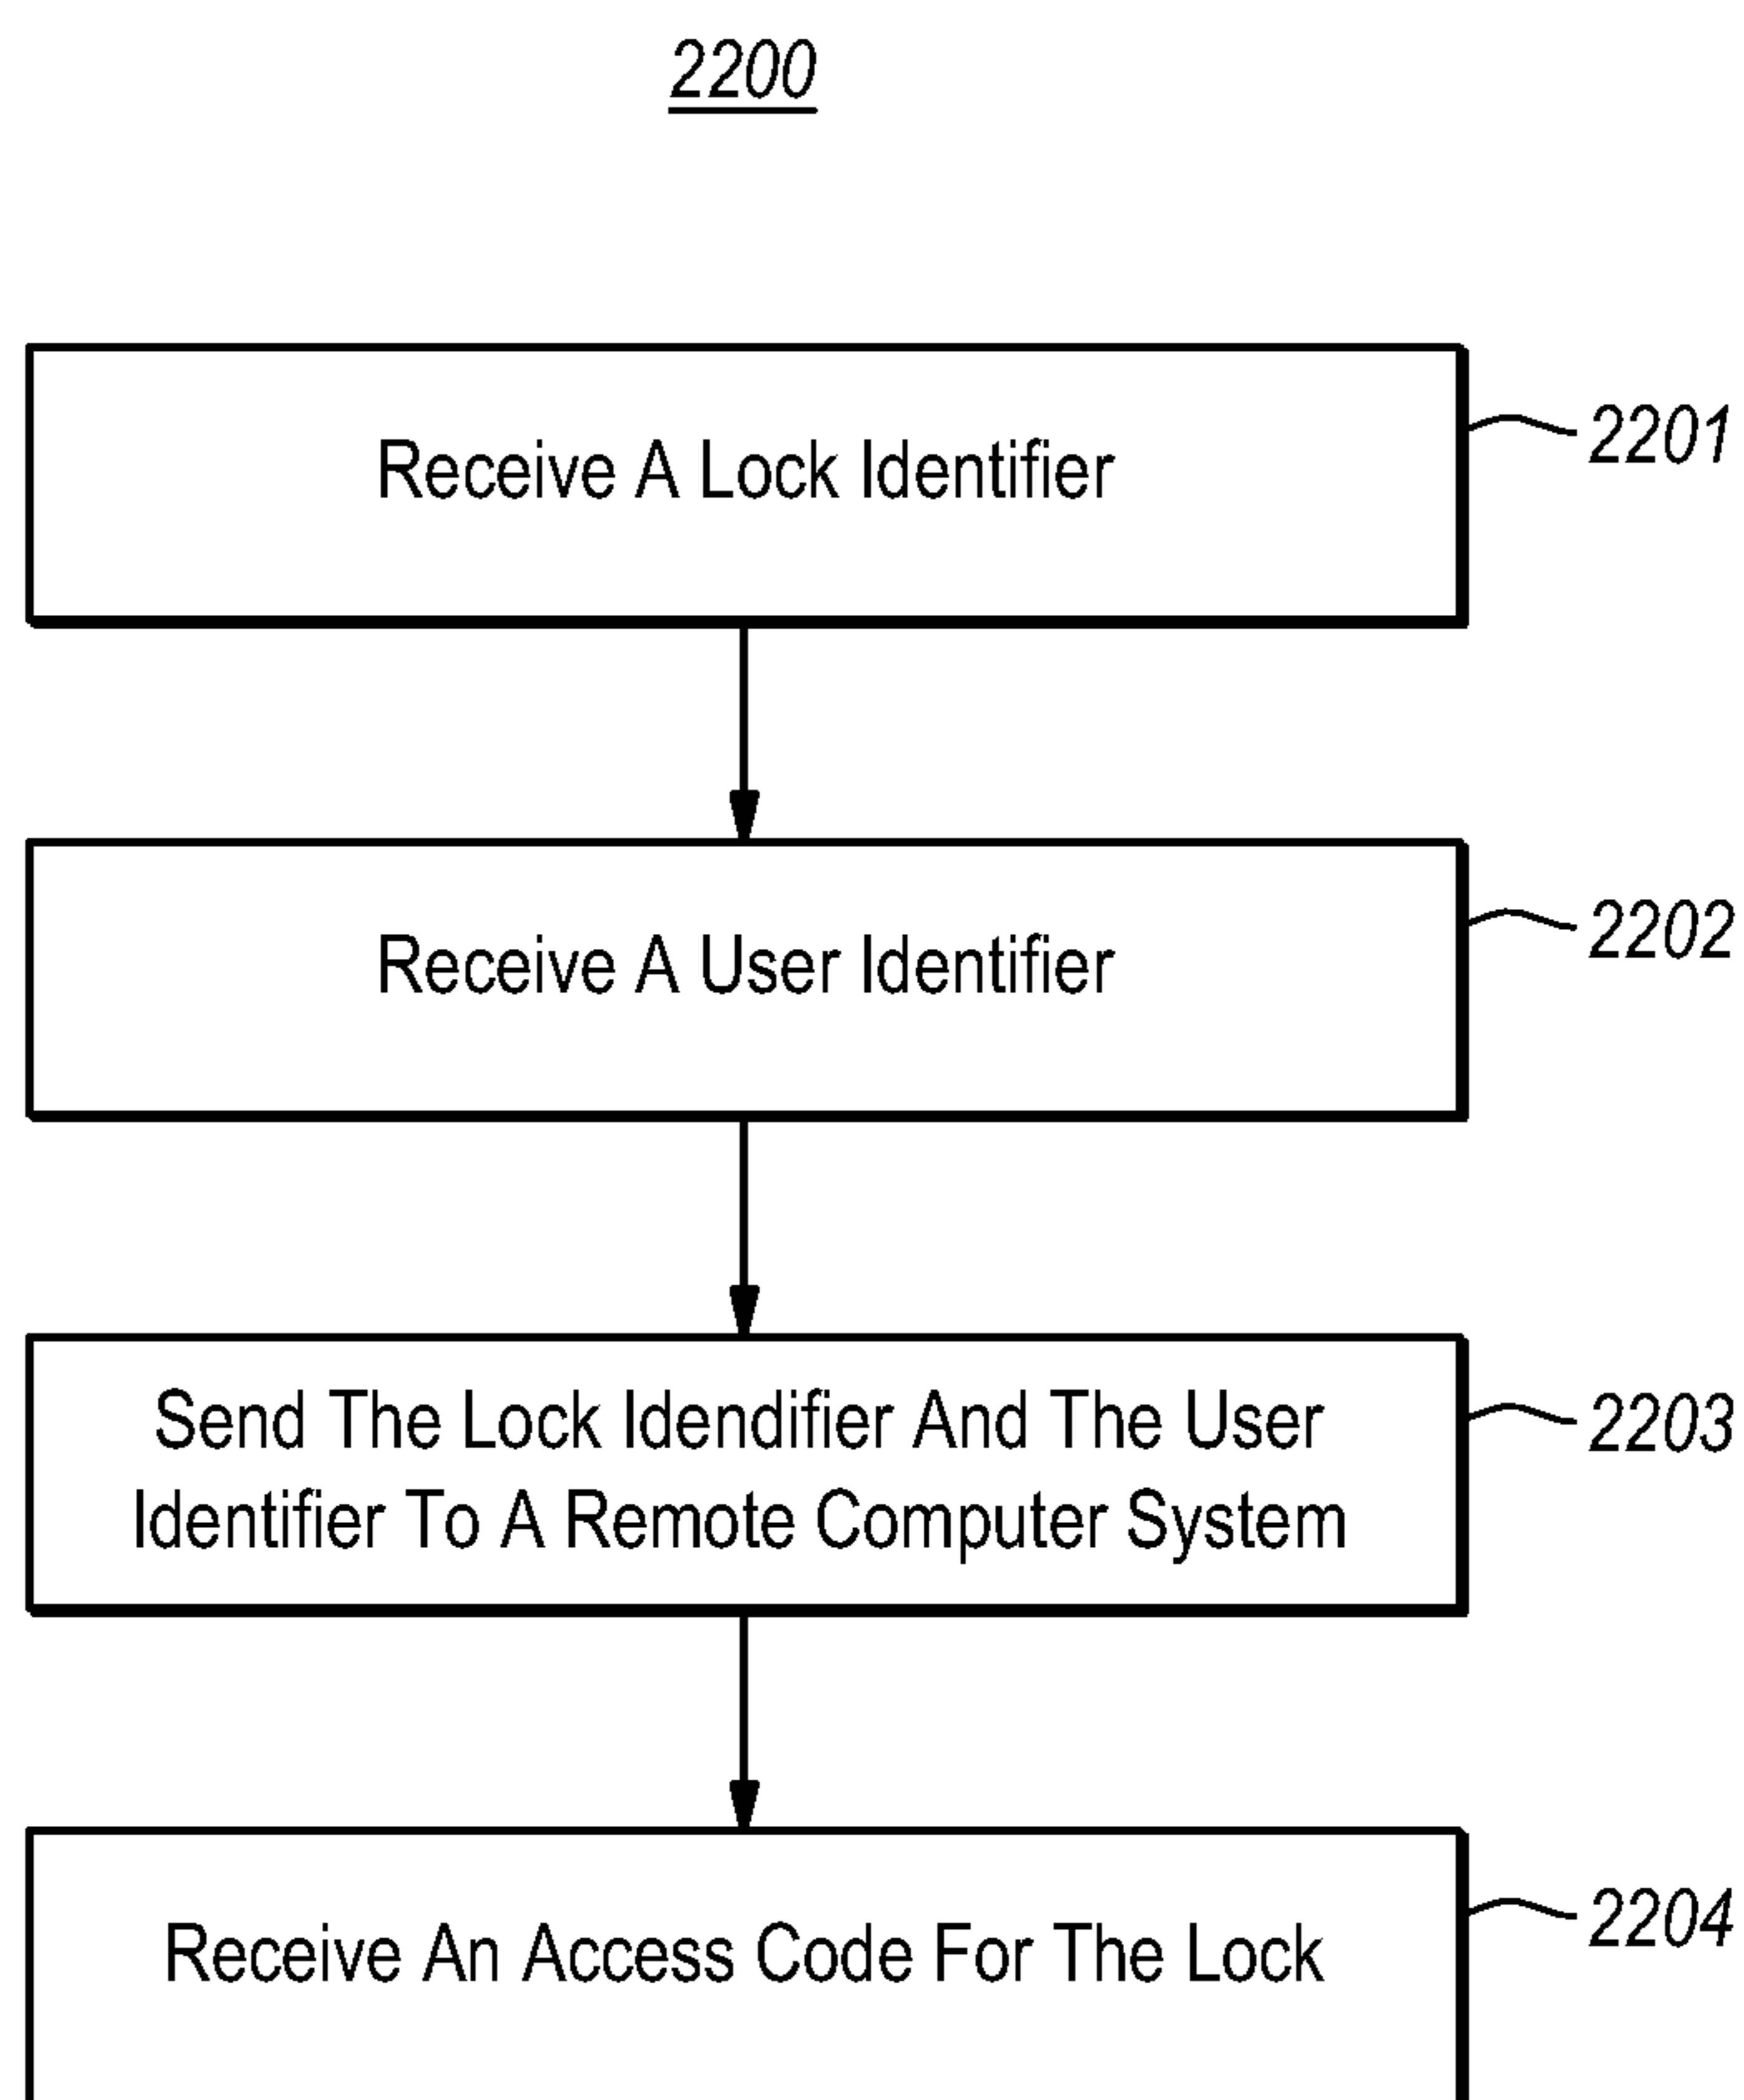 2200
Receive A Lock Identifier
2201
Receive A User Identifier
2202
Send The Lock Idendifier And The User
Identifier To A Remote Computer System
2203
Receive An Access Code For The Lock
2204